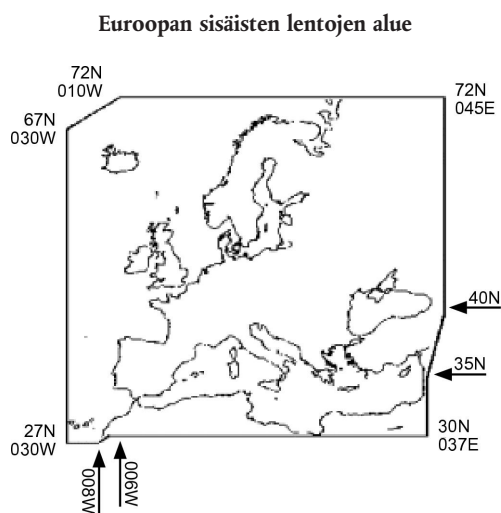 Euroopan sisäisten lentojen alue
72N
010W
72N
045E
67N
030W
40N
35N
27N
030W
30N
037E
008W
006W